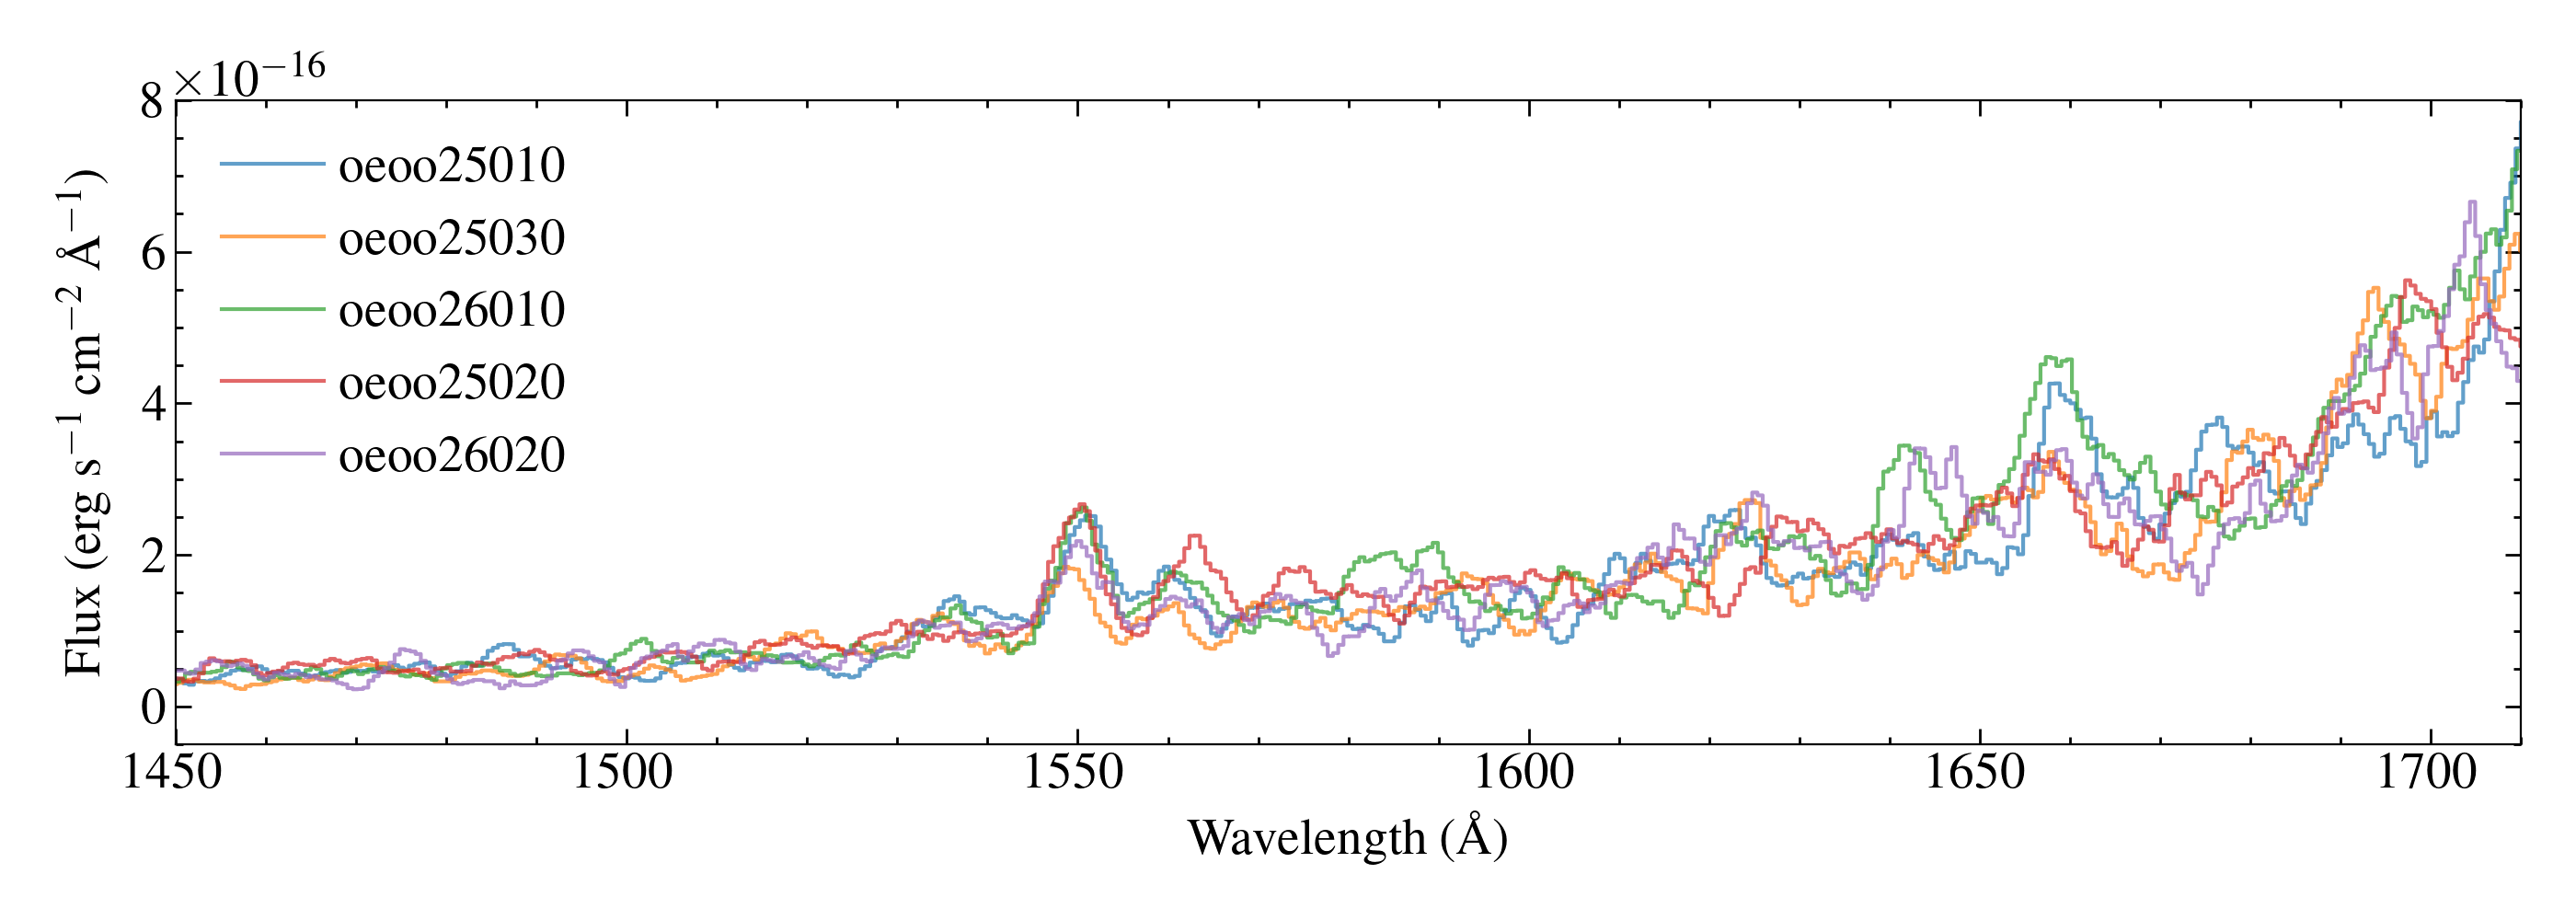 8×10⁻¹⁶
6
4
2
0
Flux (erg s⁻¹ cm⁻² Å⁻¹)
oeoo25010
oeoo25030
oeoo26010
oeoo25020
oeoo26020
1450 1500 1550 1600 1650 1700
Wavelength (Å)